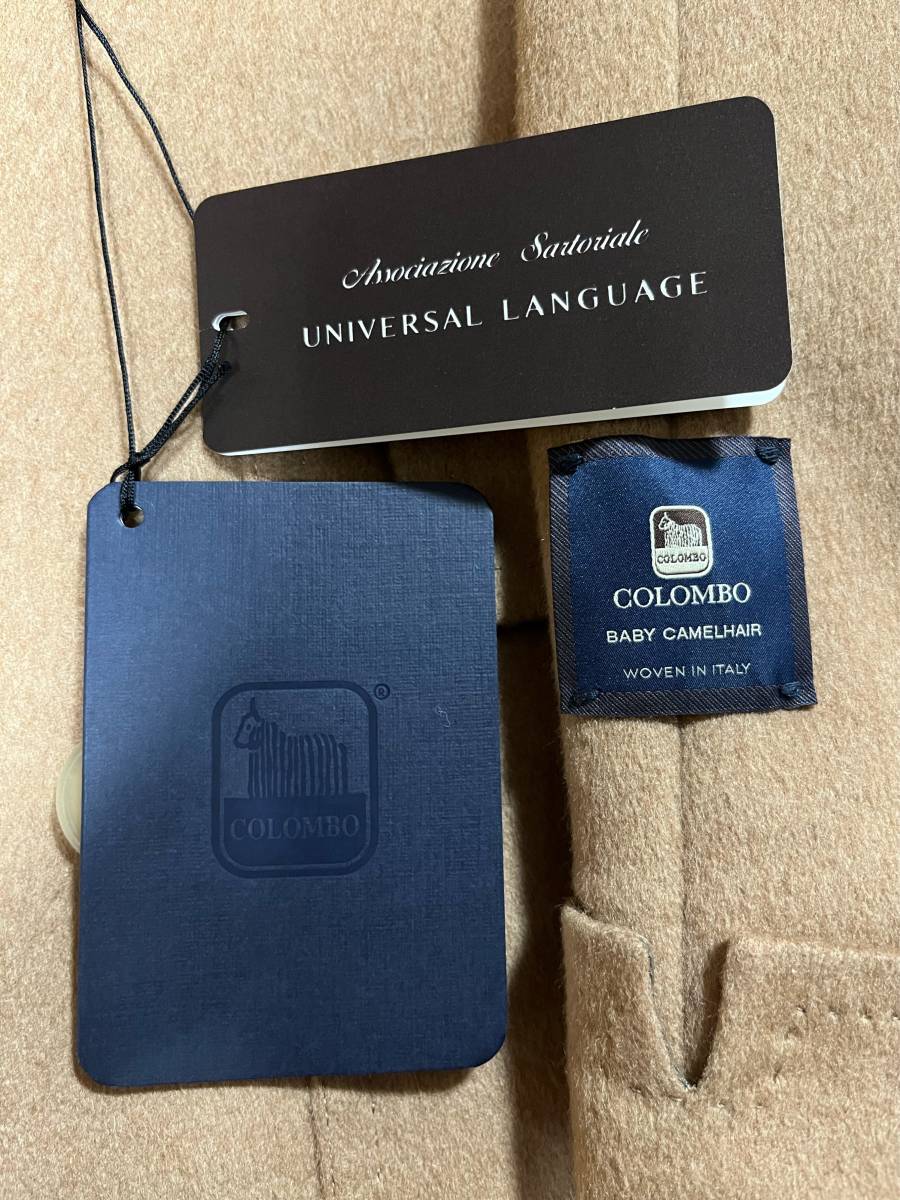 Associazione Sartoriale
UNIVERSAL LANGUAGE
COLOMBO
COLOMBO
BABY CAMELHAIR
WOVEN IN ITALY
®
COLOMBO